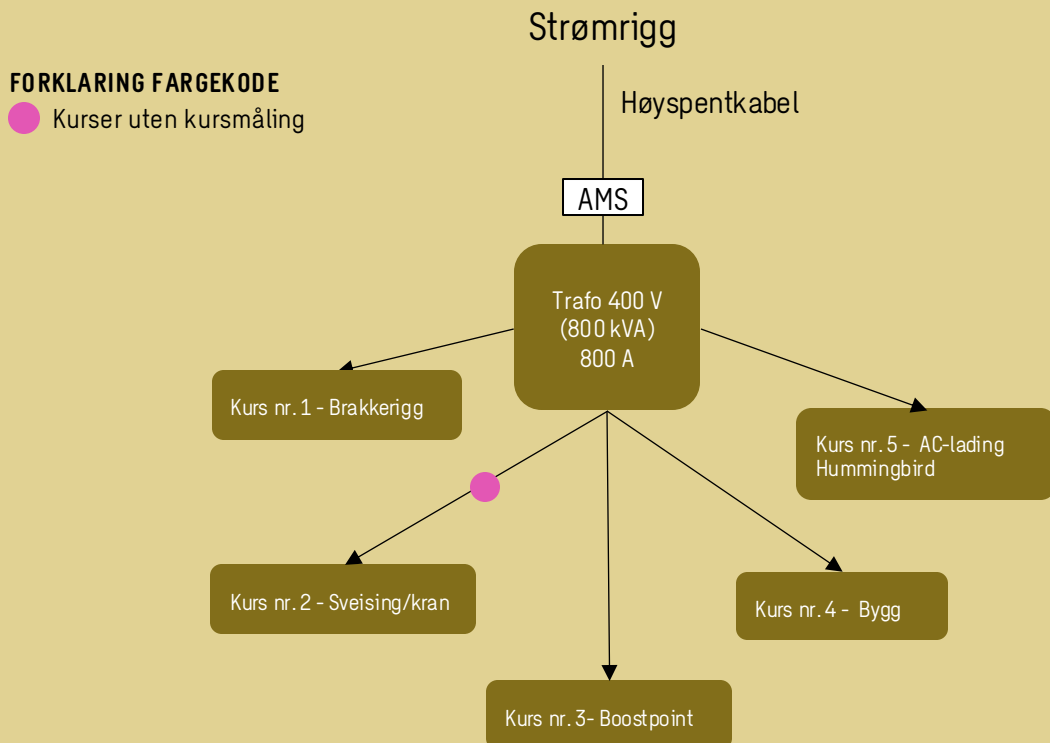 Strømrigg
FORKLARING FARGEKODE
Kurser uten kursmåling
Høyspentkabel
AMS
Trafo 400 V
(800 kVA)
800 A
Kurs nr. 1 - Brakkerigg
Kurs nr. 5 - AC-lading
Hummingbird
Kurs nr. 2 - Sveising/kran
Kurs nr. 4 - Bygg
Kurs nr. 3- Boostpoint